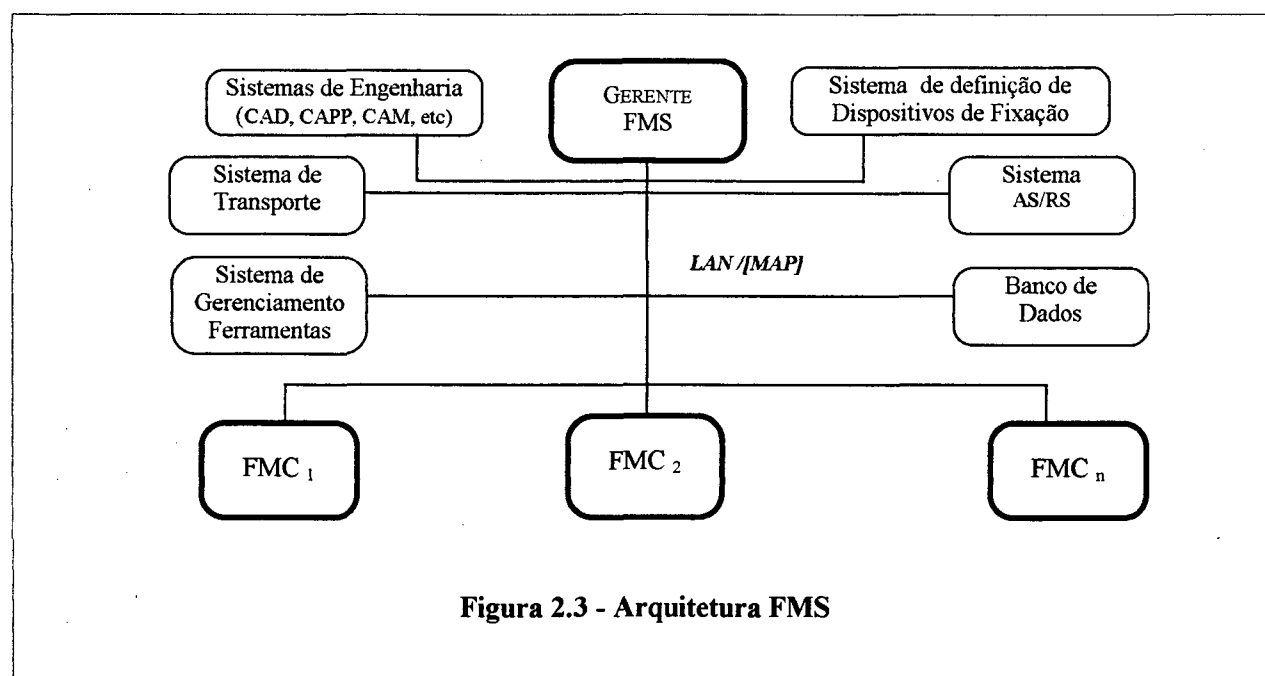 Sistemas de Engenharia
(CAD, CAPP, CAM, etc)
GERENTE
FMS
Sistema de definição de
Dispositivos de Fixação
Sistema de
Transporte
Sistema
AS/RS
LAN /[MAP]
Sistema de
Gerenciamento
Ferramentas
Banco de
Dados
FMC 1
FMC 2
FMC n
Figura 2.3 - Arquitetura FMS